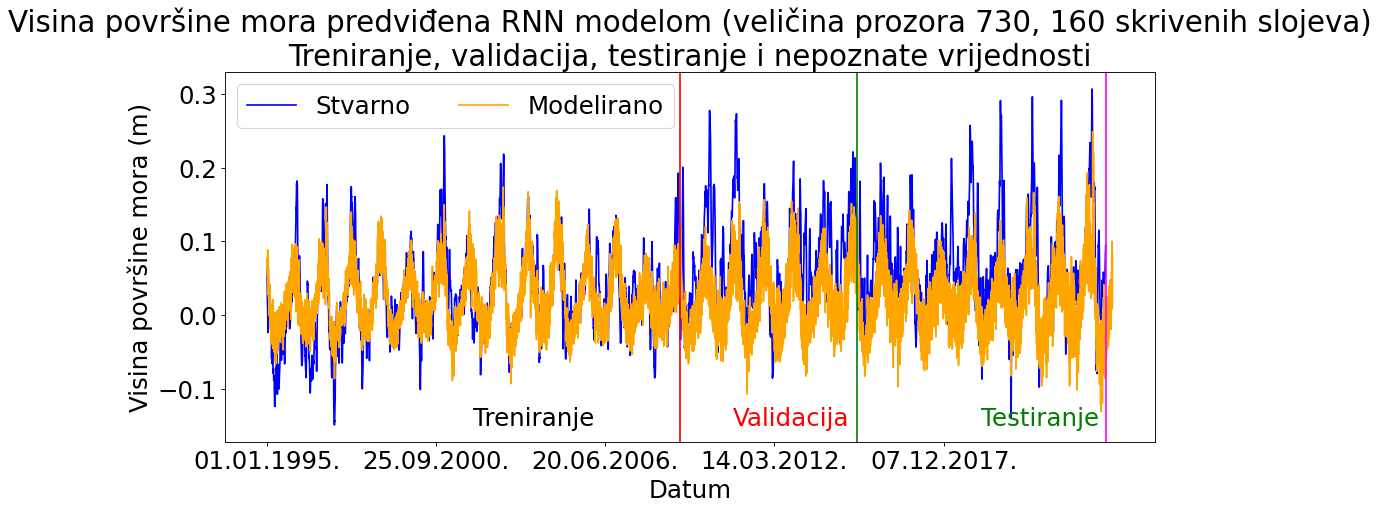 Visina površine mora predviđena RNN modelom (veličina prozora 730, 160 skrivenih slojeva)
Treniranje, validacija, testiranje i nepoznate vrijednosti
Stvarno
Modelirano
Visina površine mora (m)
0.3
0.2
0.1
0.0
−0.1
Treniranje
Validacija
Testiranje
01.01.1995.
25.09.2000.
20.06.2006.
14.03.2012.
07.12.2017.
Datum